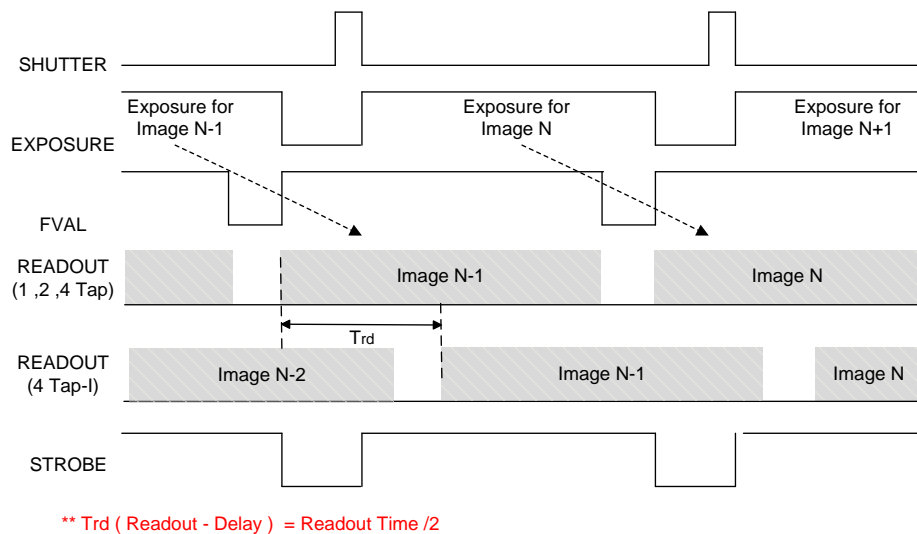 SHUTTER
Exposure for
Image N-1
Exposure for
Image N
Exposure for
Image N+1
EXPOSURE
FVAL
READOUT
(1 ,2 ,4 Tap)
Image N-1
Image N
Trd
READOUT
(4 Tap-I)
Image N-2
Image N-1
Image N
STROBE
** Trd ( Readout - Delay ) = Readout Time /2